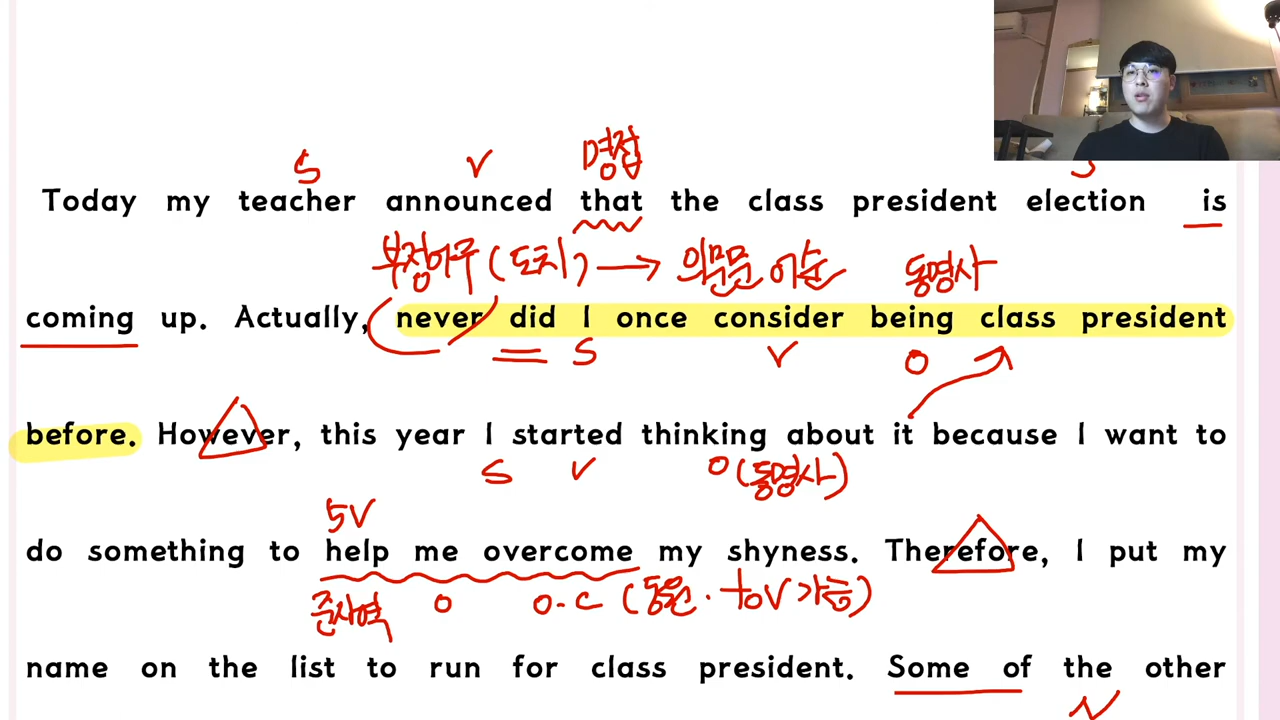 S V 명접 S
Today my teacher announced that the class president election is
부정어구 (도치) → 의문문 어순 동명사
coming up. Actually, never did I once consider being class president
S V O
before. However, this year I started thinking about it because I want to
S V O (동명사)
5V
do something to help me overcome my shyness. Therefore, I put my
준사역 O O.C (동원. to V 가능)
name on the list to run for class president. Some of the other
N